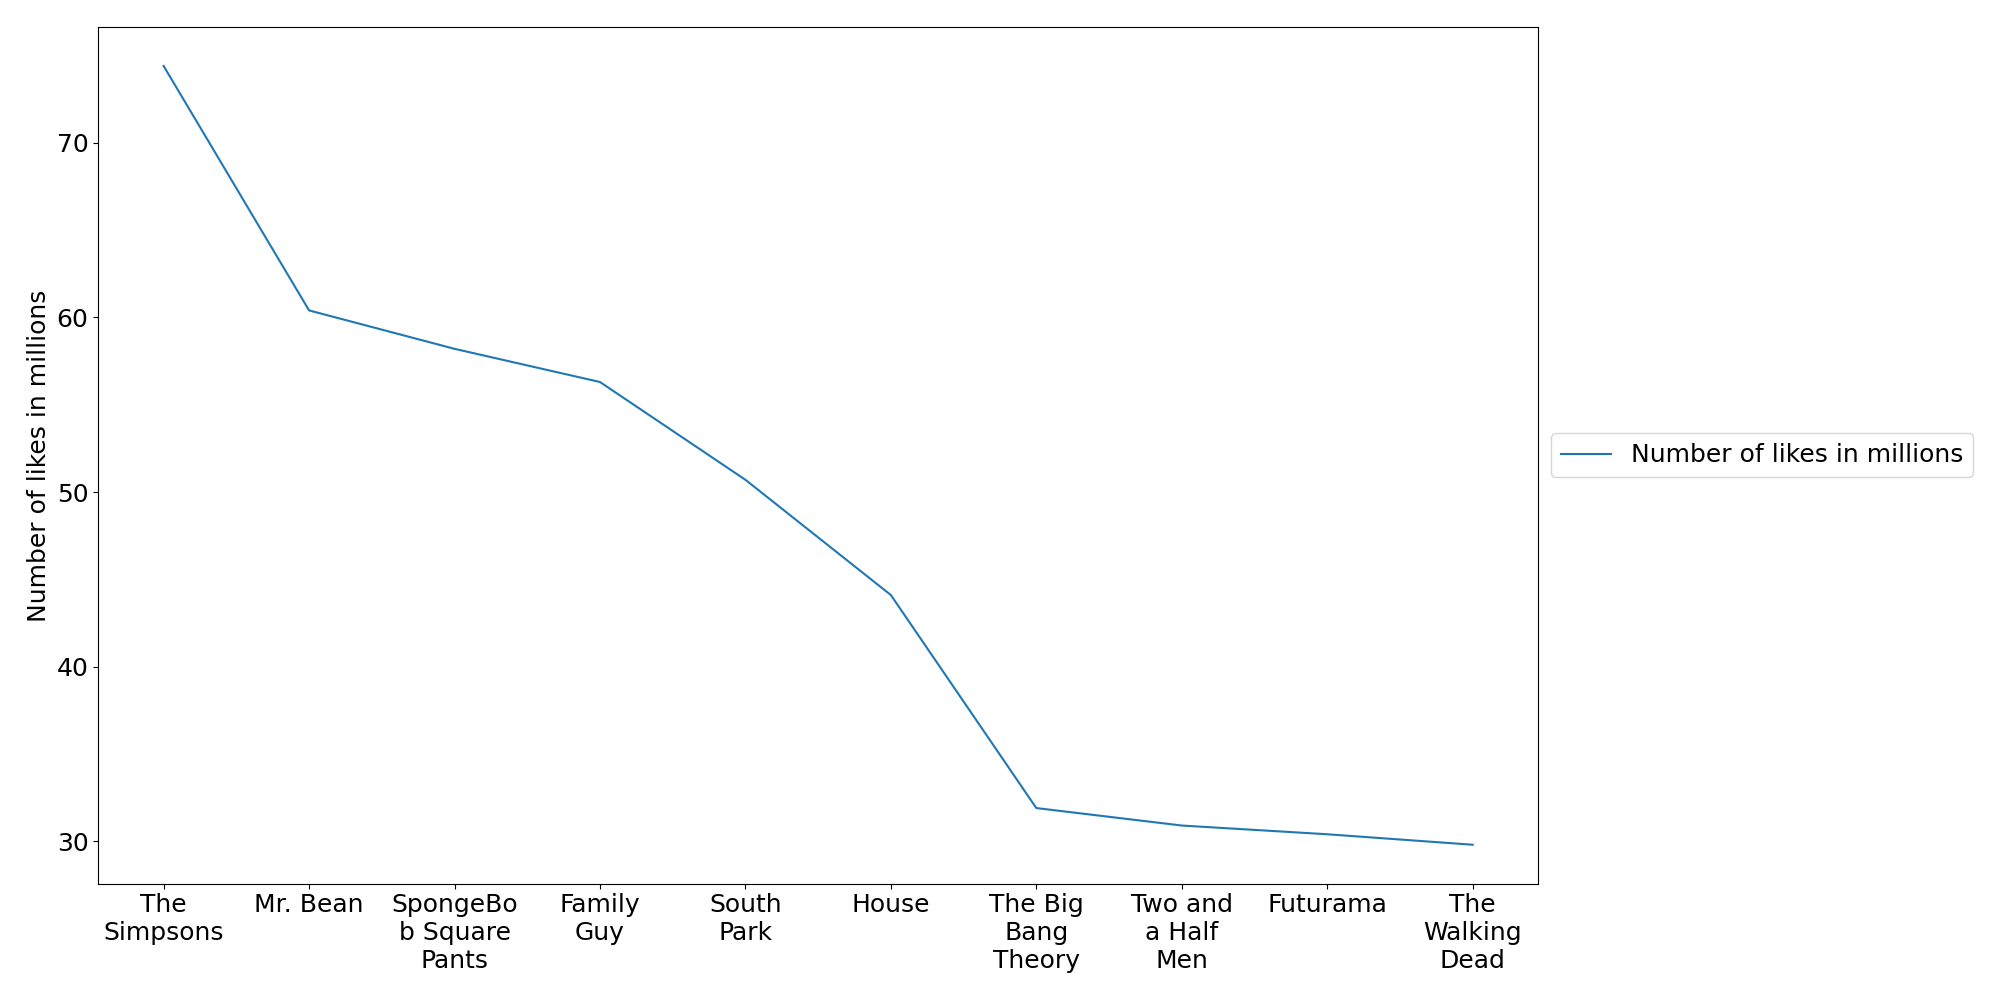 Number of likes in millions
70
60
50
40
30
The
Simpsons
Mr. Bean
SpongeBo
b Square
Pants
Family
Guy
South
Park
House
The Big
Bang
Theory
Two and
a Half
Men
Futurama
The
Walking
Dead
Number of likes in millions